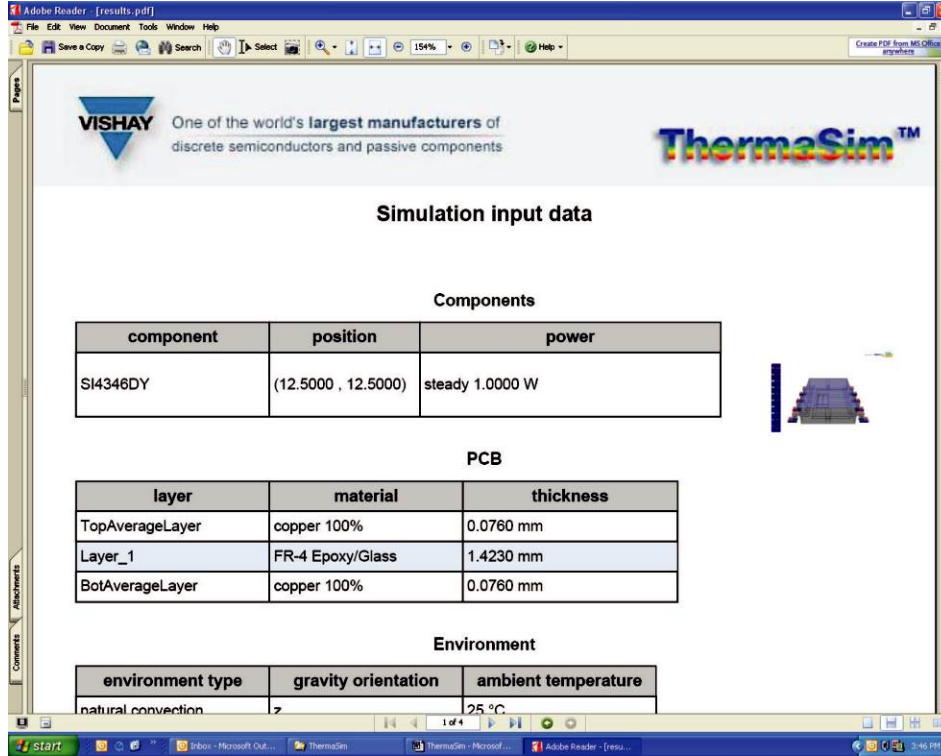 Adobe Reader - [results.pdf]
File Edit View Document Tools Window Help
Save a Copy Search Select 154% Help
Create PDF from MS Office anywhere
Pages
VISHAY One of the world's largest manufacturers of
discrete semiconductors and passive components
ThermaSim™
Simulation input data
Components
component position power
SI4346DY (12.5000 , 12.5000) steady 1.0000 W
PCB
layer material thickness
TopAverageLayer copper 100% 0.0760 mm
Layer_1 FR-4 Epoxy/Glass 1.4230 mm
BotAverageLayer copper 100% 0.0760 mm
Attachments
Comments
Environment
environment type gravity orientation ambient temperature
natural convection z 25 °C
1 of 4
start Inbox - Microsoft Out... ThermaSim ThermaSim - Microsof... Adobe Reader - [resu... 3:46 PM